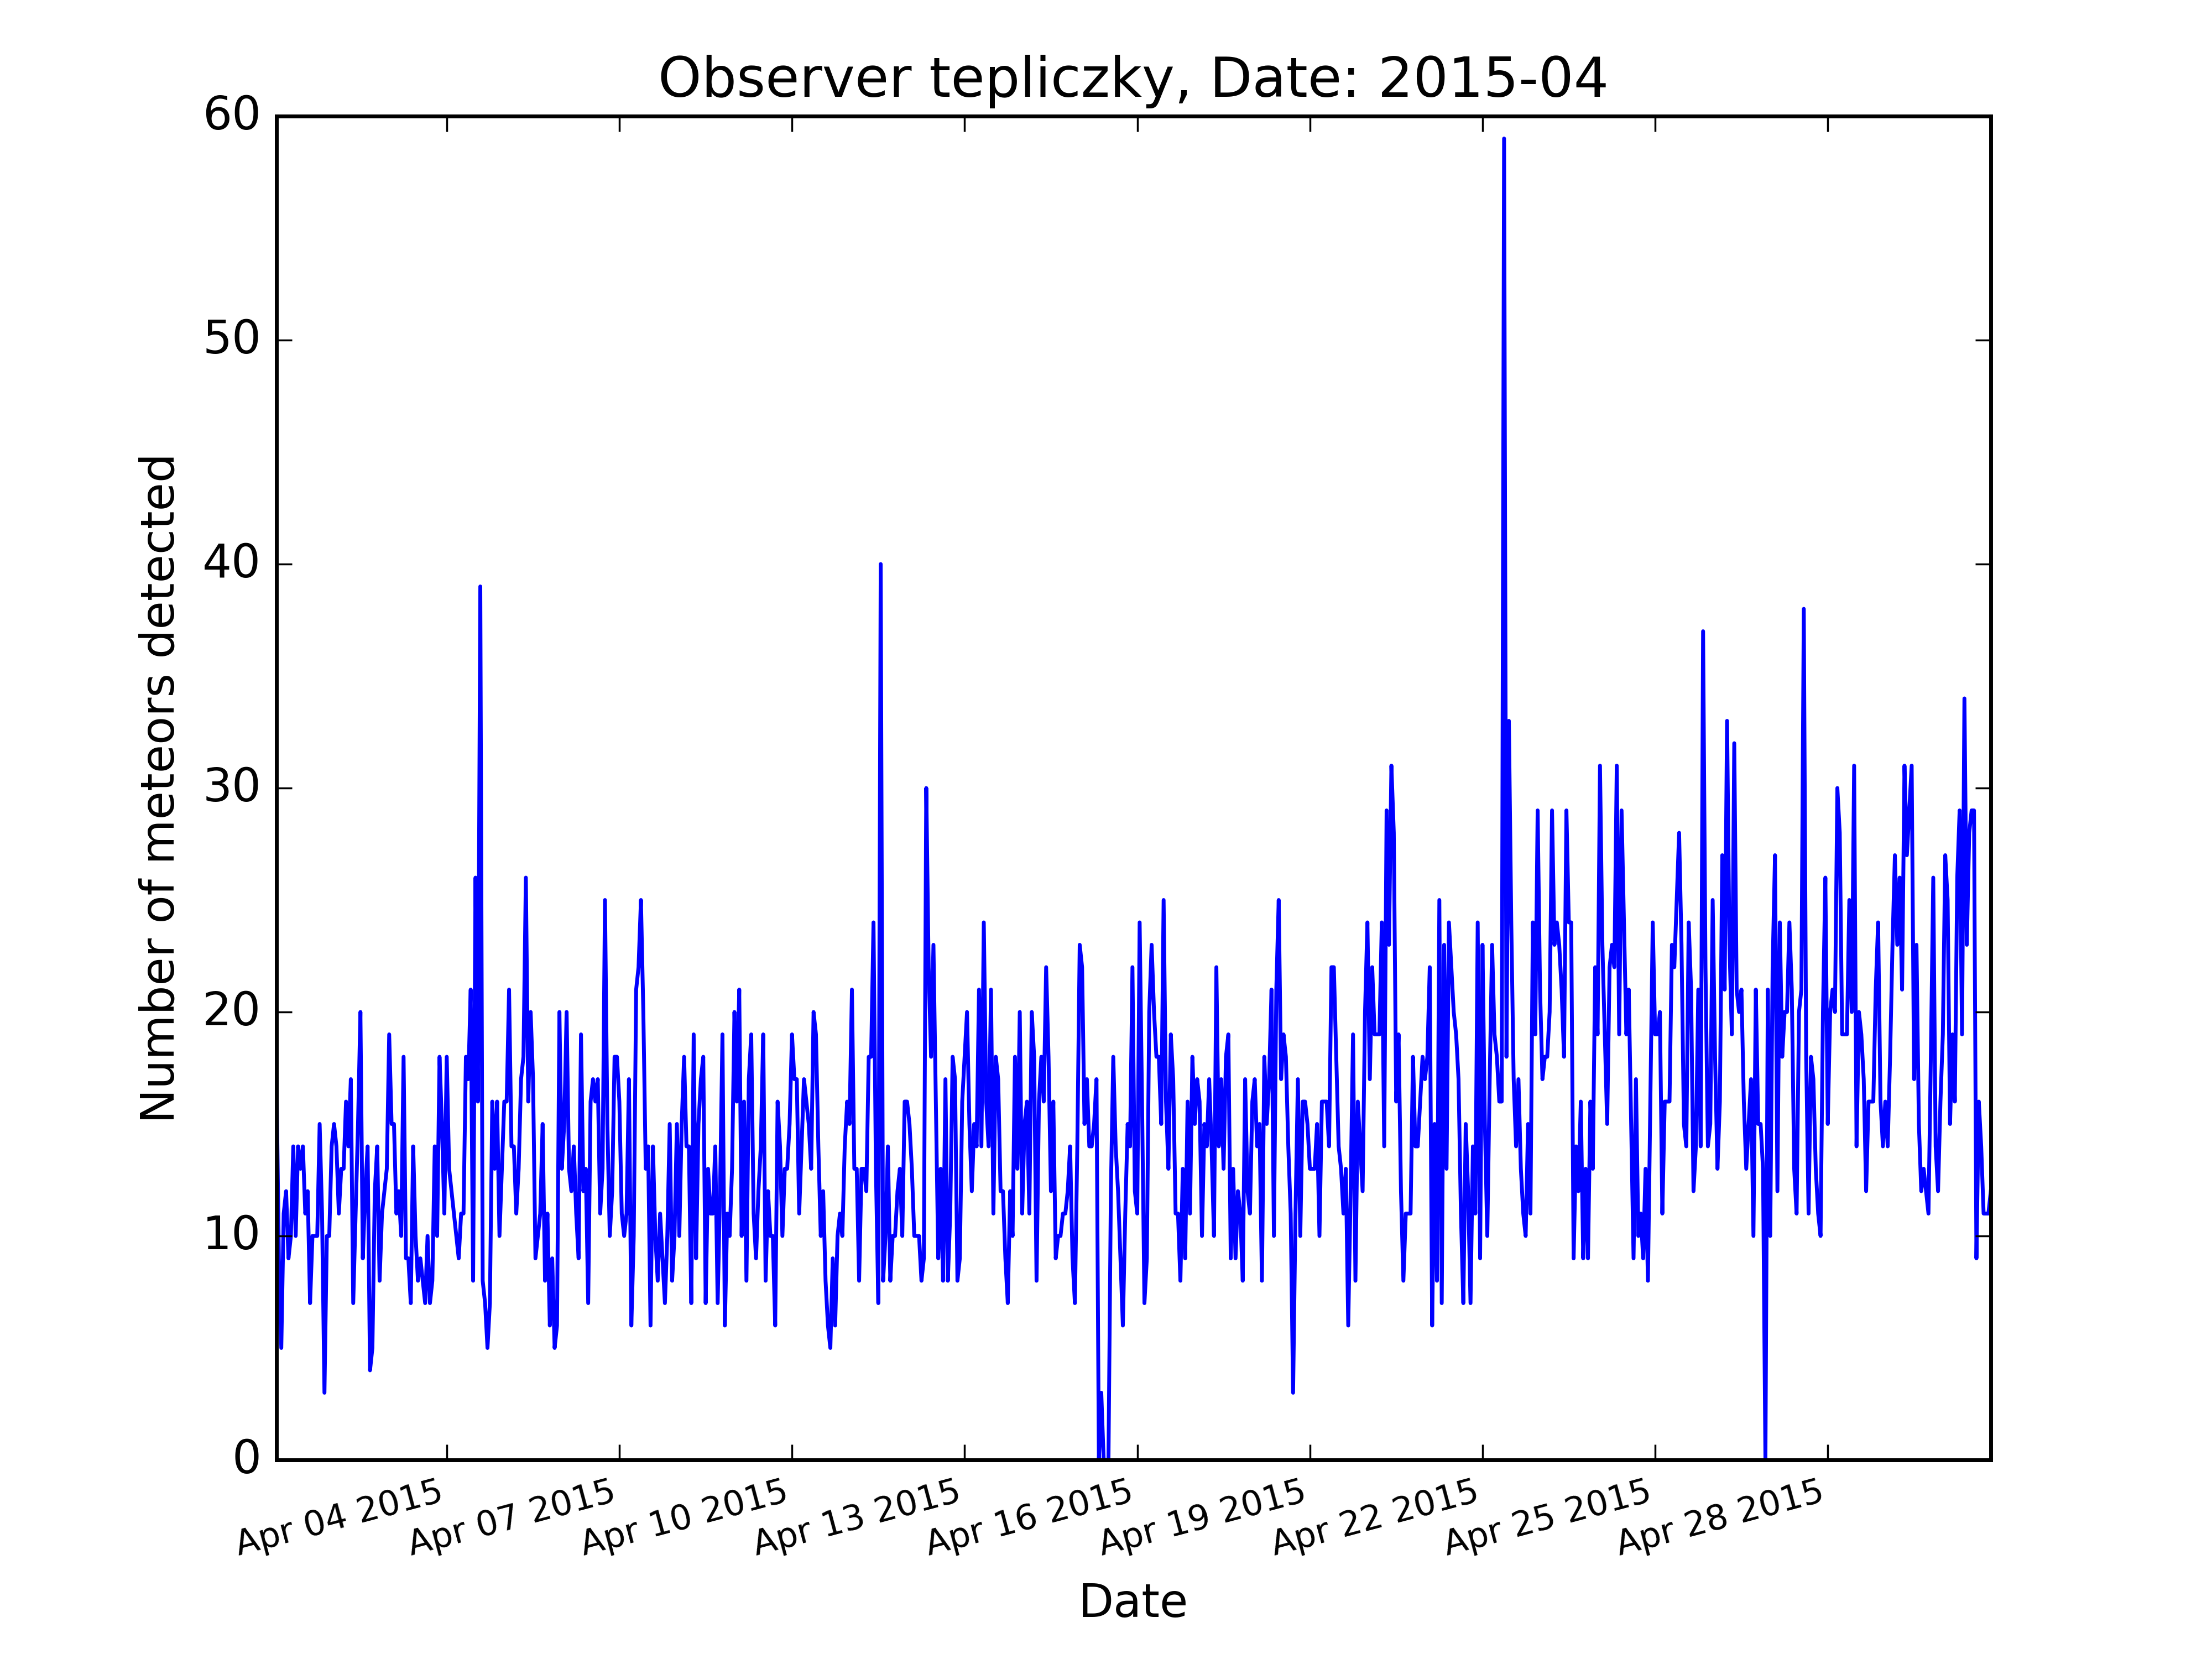 Observer tepliczky, Date: 2015-04
60
50
40
30
20
10
0
Number of meteors detected
Apr 04 2015
Apr 07 2015
Apr 10 2015
Apr 13 2015
Apr 16 2015
Apr 19 2015
Apr 22 2015
Apr 25 2015
Apr 28 2015
Date